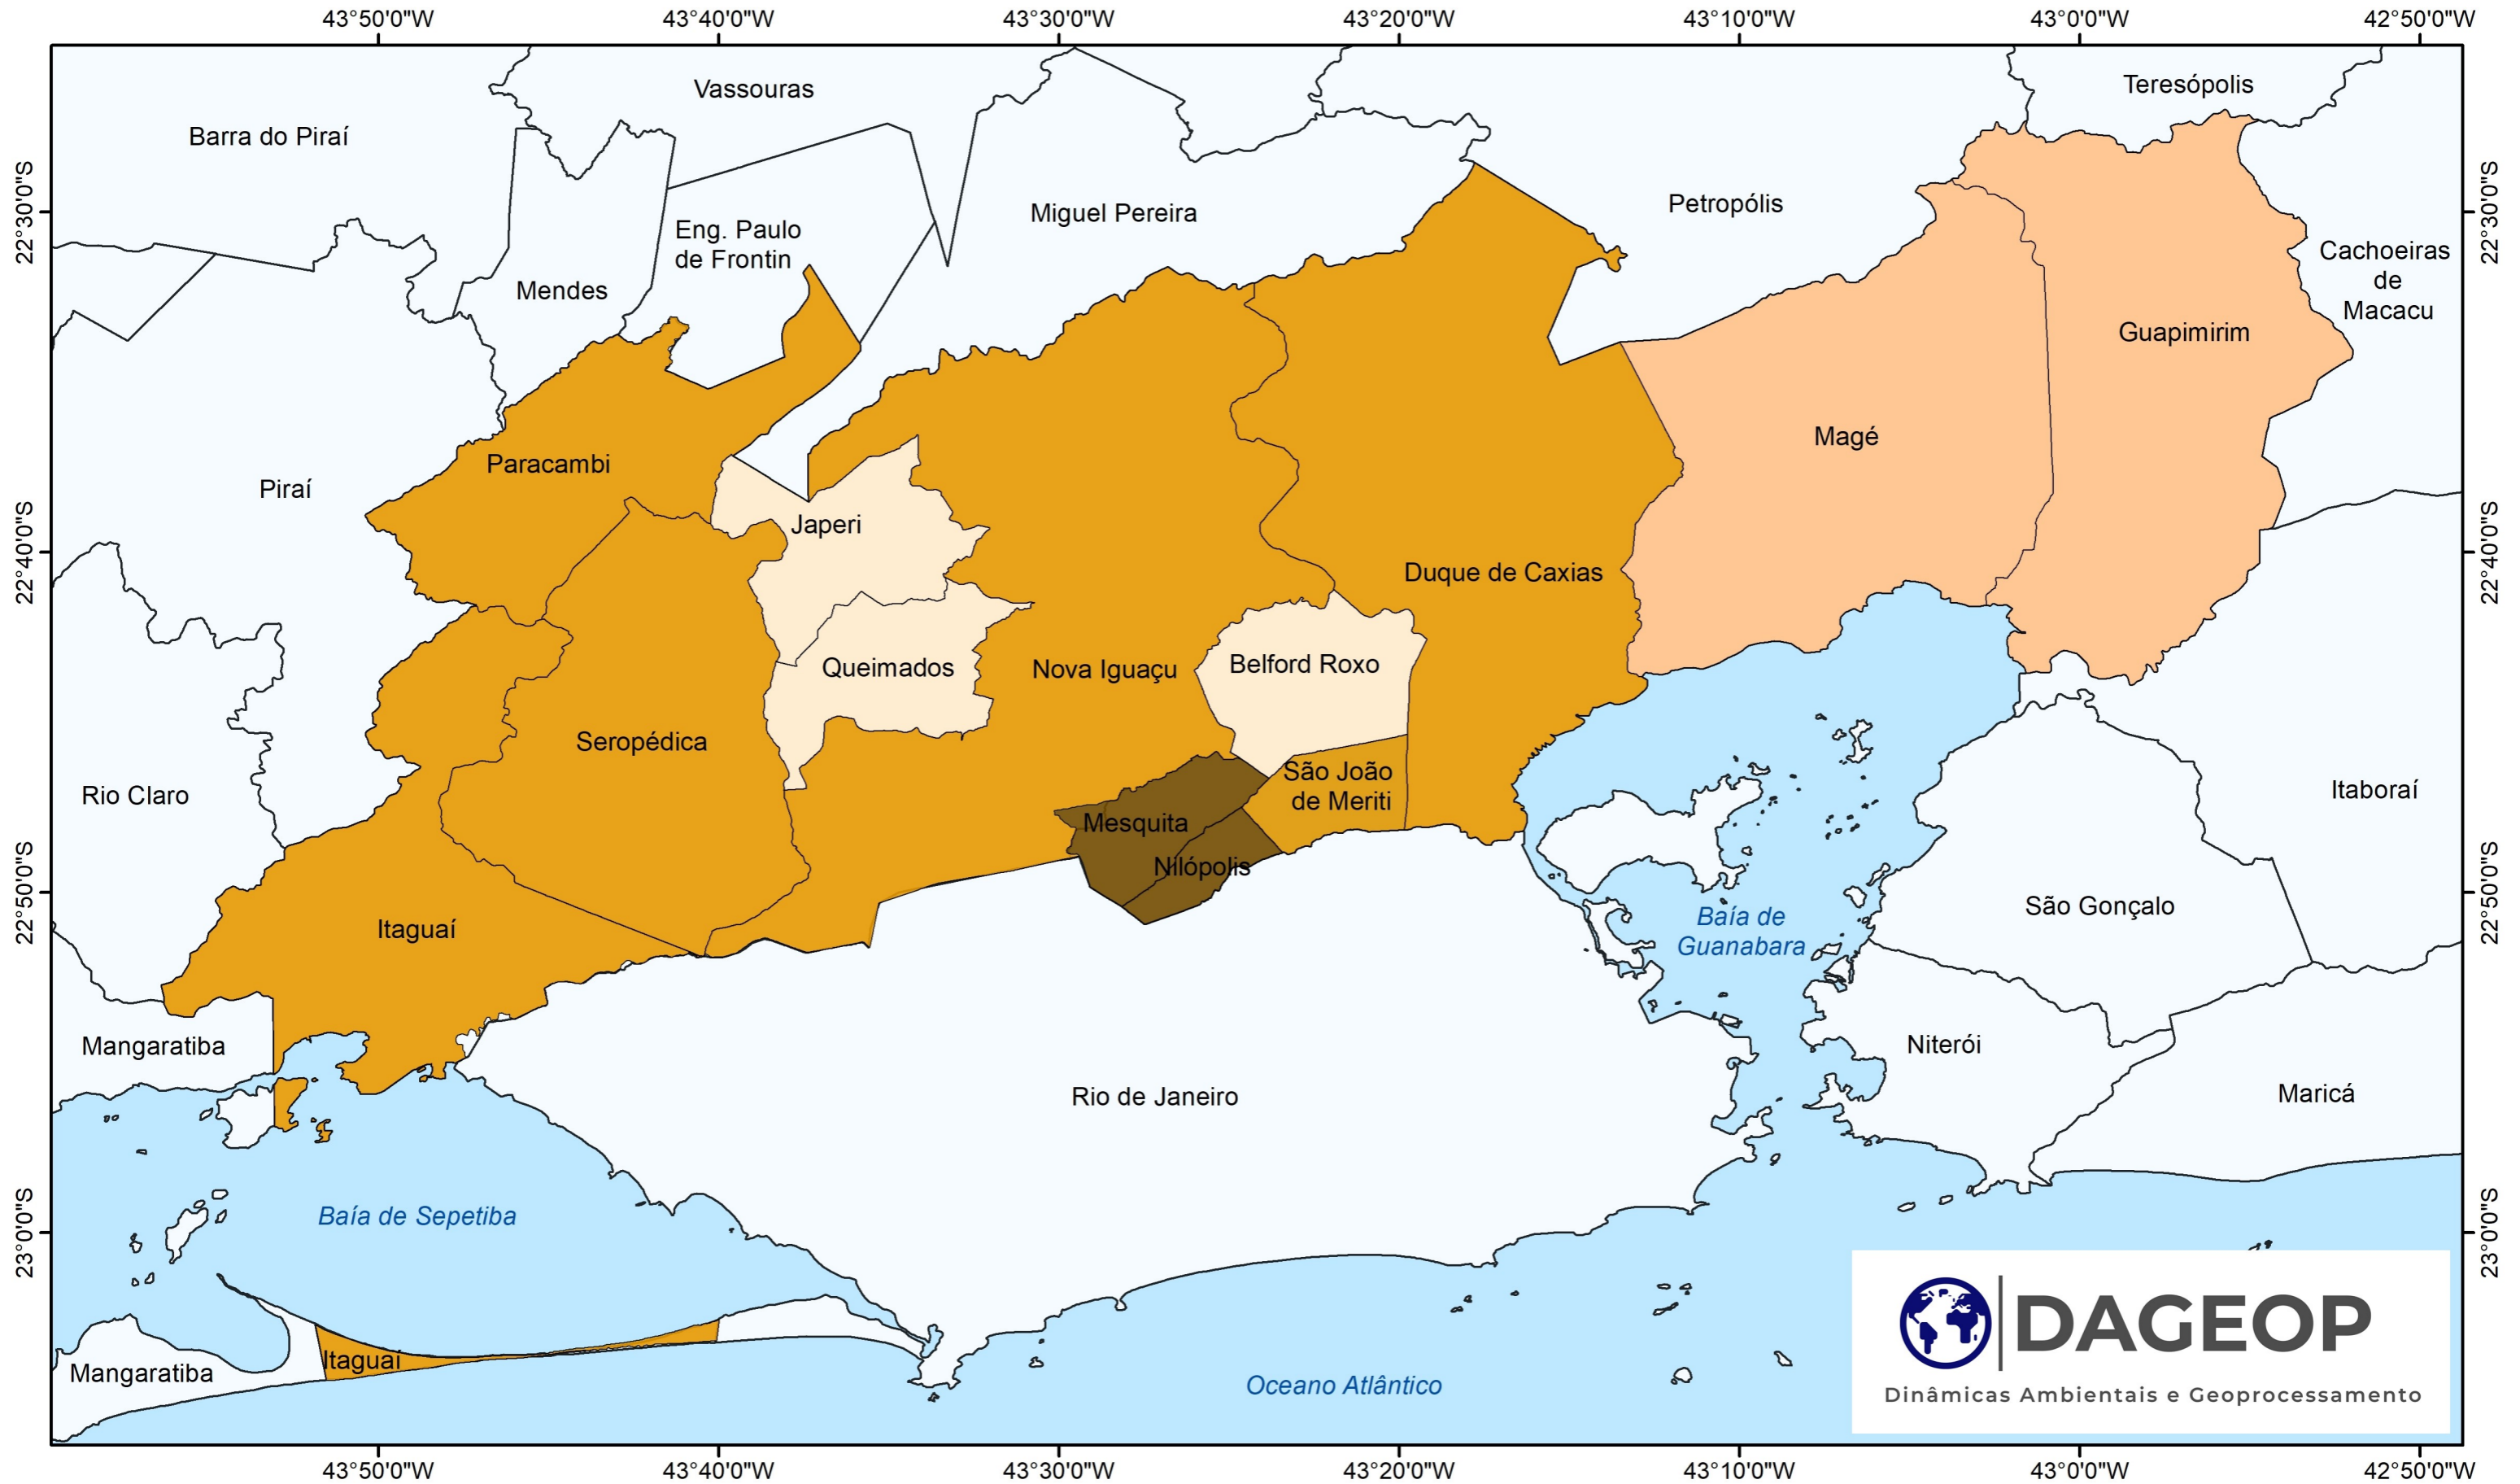 43°50'0"W 43°40'0"W 43°30'0"W 43°20'0"W 43°10'0"W 43°0'0"W 42°50'0"W
Teresópolis
Vassouras
Barra do Piraí
22°30'0"S
22°30'0"S
Petropólis
Miguel Pereira
Eng. Paulo
de Frontin
Cachoeiras
de
Macacu
Mendes
Guapimirim
Magé
Paracambi
Piraí
Japeri
22°40'0"S
22°40'0"S
Duque de Caxias
Belford Roxo
Queimados
Nova Iguaçu
Seropédica
São João
de Meriti
Itaboraí
Rio Claro
Mesquita
Nilópolis
22°50'0"S
22°50'0"S
São Gonçalo
Baía de
Guanabara
Itaguaí
Niterói
Mangaratiba
Maricá
Rio de Janeiro
Baía de Sepetiba
23°0'0"S
23°0'0"S
DAGEOP
Dinâmicas Ambientais e Geoprocessamento
Itaguaí
Mangaratiba
Oceano Atlântico
43°50'0"W 43°40'0"W 43°30'0"W 43°20'0"W 43°10'0"W 43°0'0"W 42°50'0"W